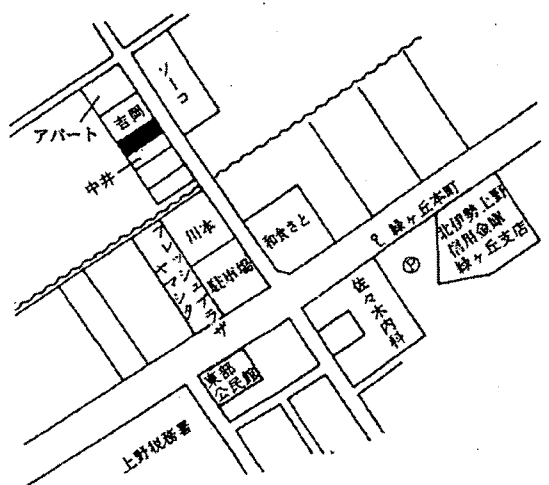 ソーコ
吉岡
アパート
中井
川本
フレッシュプラザ
ヤマシタ
駐車場
和食さと
緑ヶ丘本町
北伊勢上野
信用金庫
緑ヶ丘支店
P
佐々木内科
東部
公民館
上野税務署